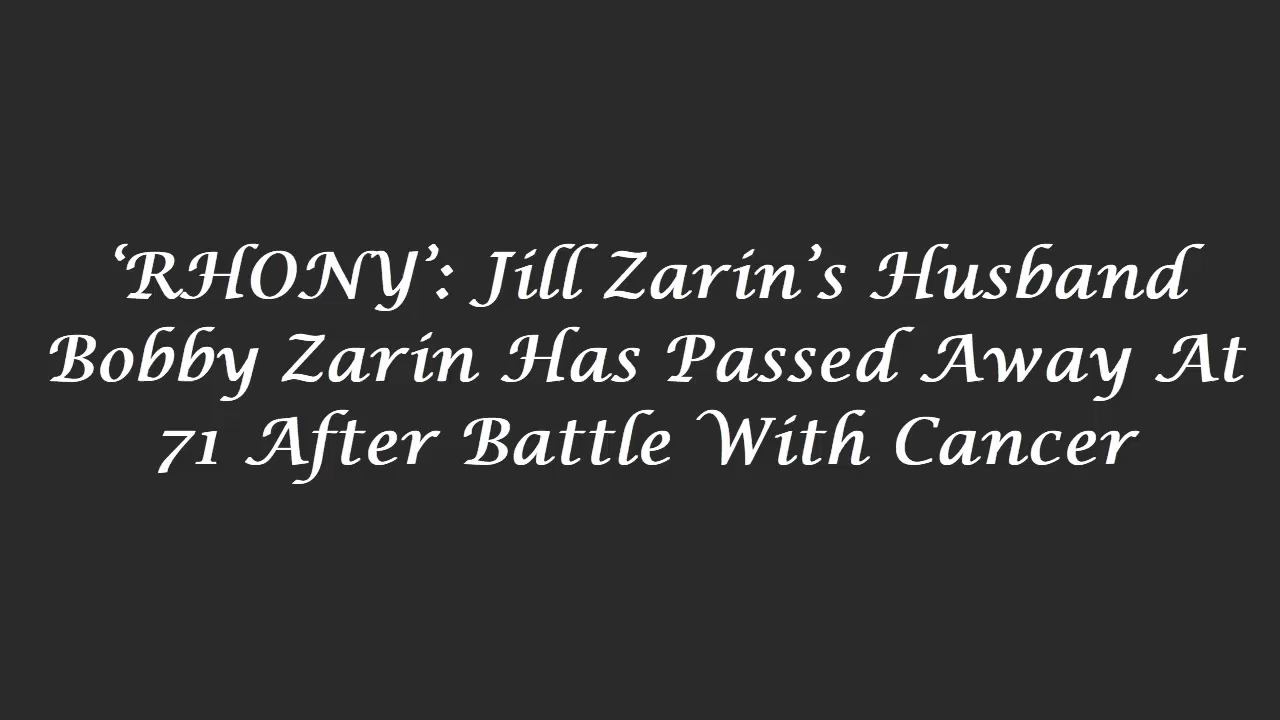 ‘RHONY’: Jill Zarin’s Husband
Bobby Zarin Has Passed Away At
71 After Battle With Cancer